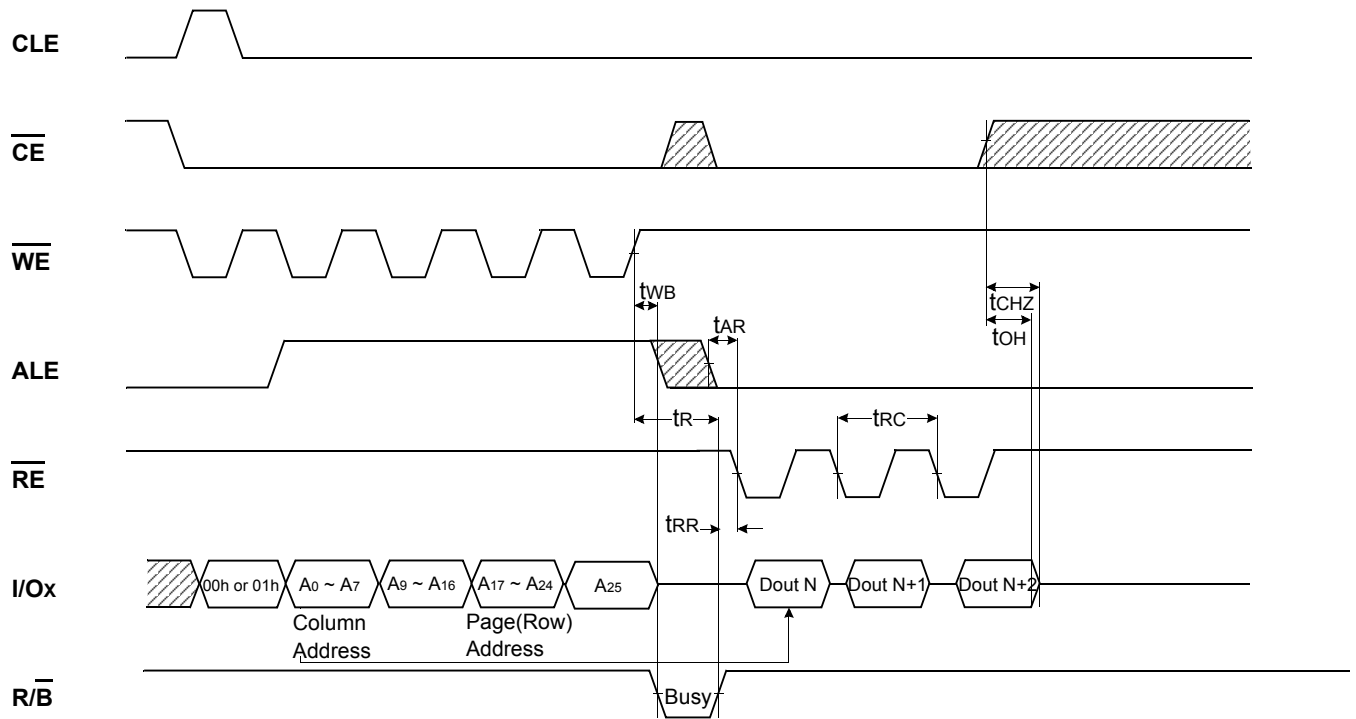 CLE
CE
WE
tWB
tCHZ
tAR
tOH
ALE
tR
tRC
RE
tRR
I/Ox
00h or 01h
A0 ~ A7
A9 ~ A16
A17 ~ A24
A25
Dout N
Dout N+1
Dout N+2
Column
Address
Page(Row)
Address
R/B
Busy